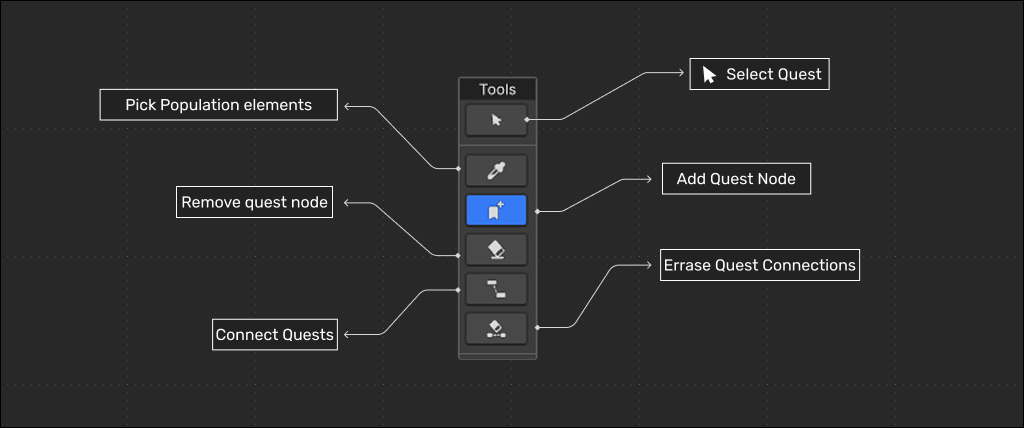 Select Quest
Tools
Pick Population elements
Add Quest Node
Remove quest node
Errase Quest Connections
Connect Quests